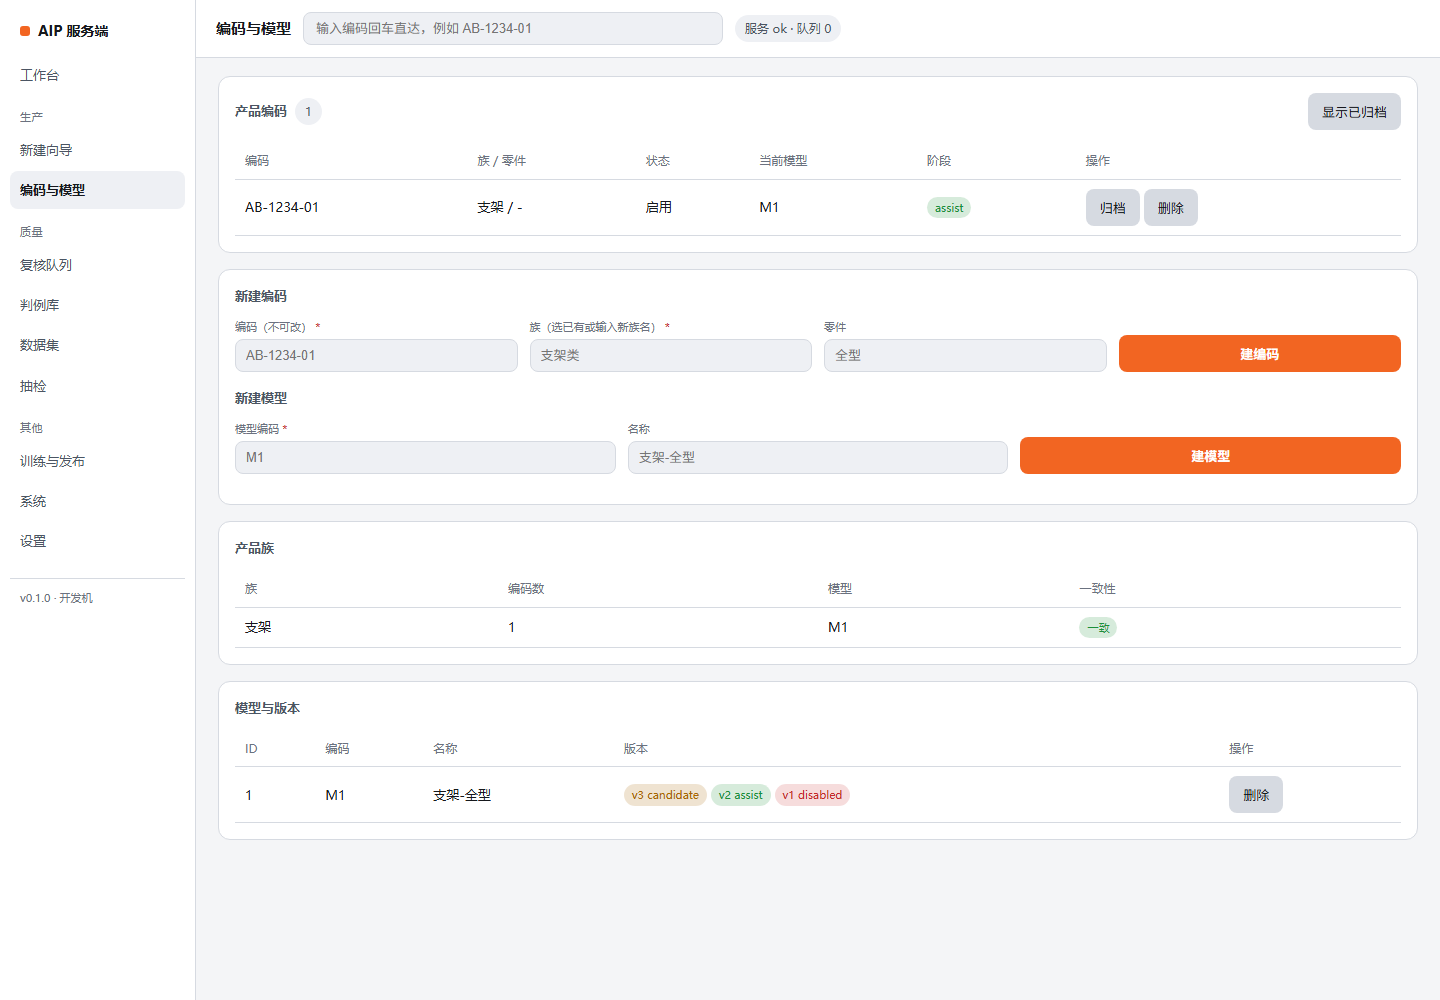 AIP 服务端
工作台
生产
新建向导
编码与模型
质量
复核队列
判例库
数据集
抽检
其他
训练与发布
系统
设置
v0.1.0 · 开发机
编码与模型
输入编码回车直达，例如 AB-1234-01
服务 ok · 队列 0
产品编码 1
显示已归档
编码 族 / 零件 状态 当前模型 阶段 操作
AB-1234-01 支架 / - 启用 M1 assist 归档 删除
新建编码
编码（不可改） * 族（选已有或输入新族名） * 零件
AB-1234-01 支架类 全型 建编码
新建模型
模型编码 * 名称
M1 支架-全型 建模型
产品族
族 编码数 模型 一致性
支架 1 M1 一致
模型与版本
ID 编码 名称 版本 操作
1 M1 支架-全型 v3 candidate v2 assist v1 disabled 删除